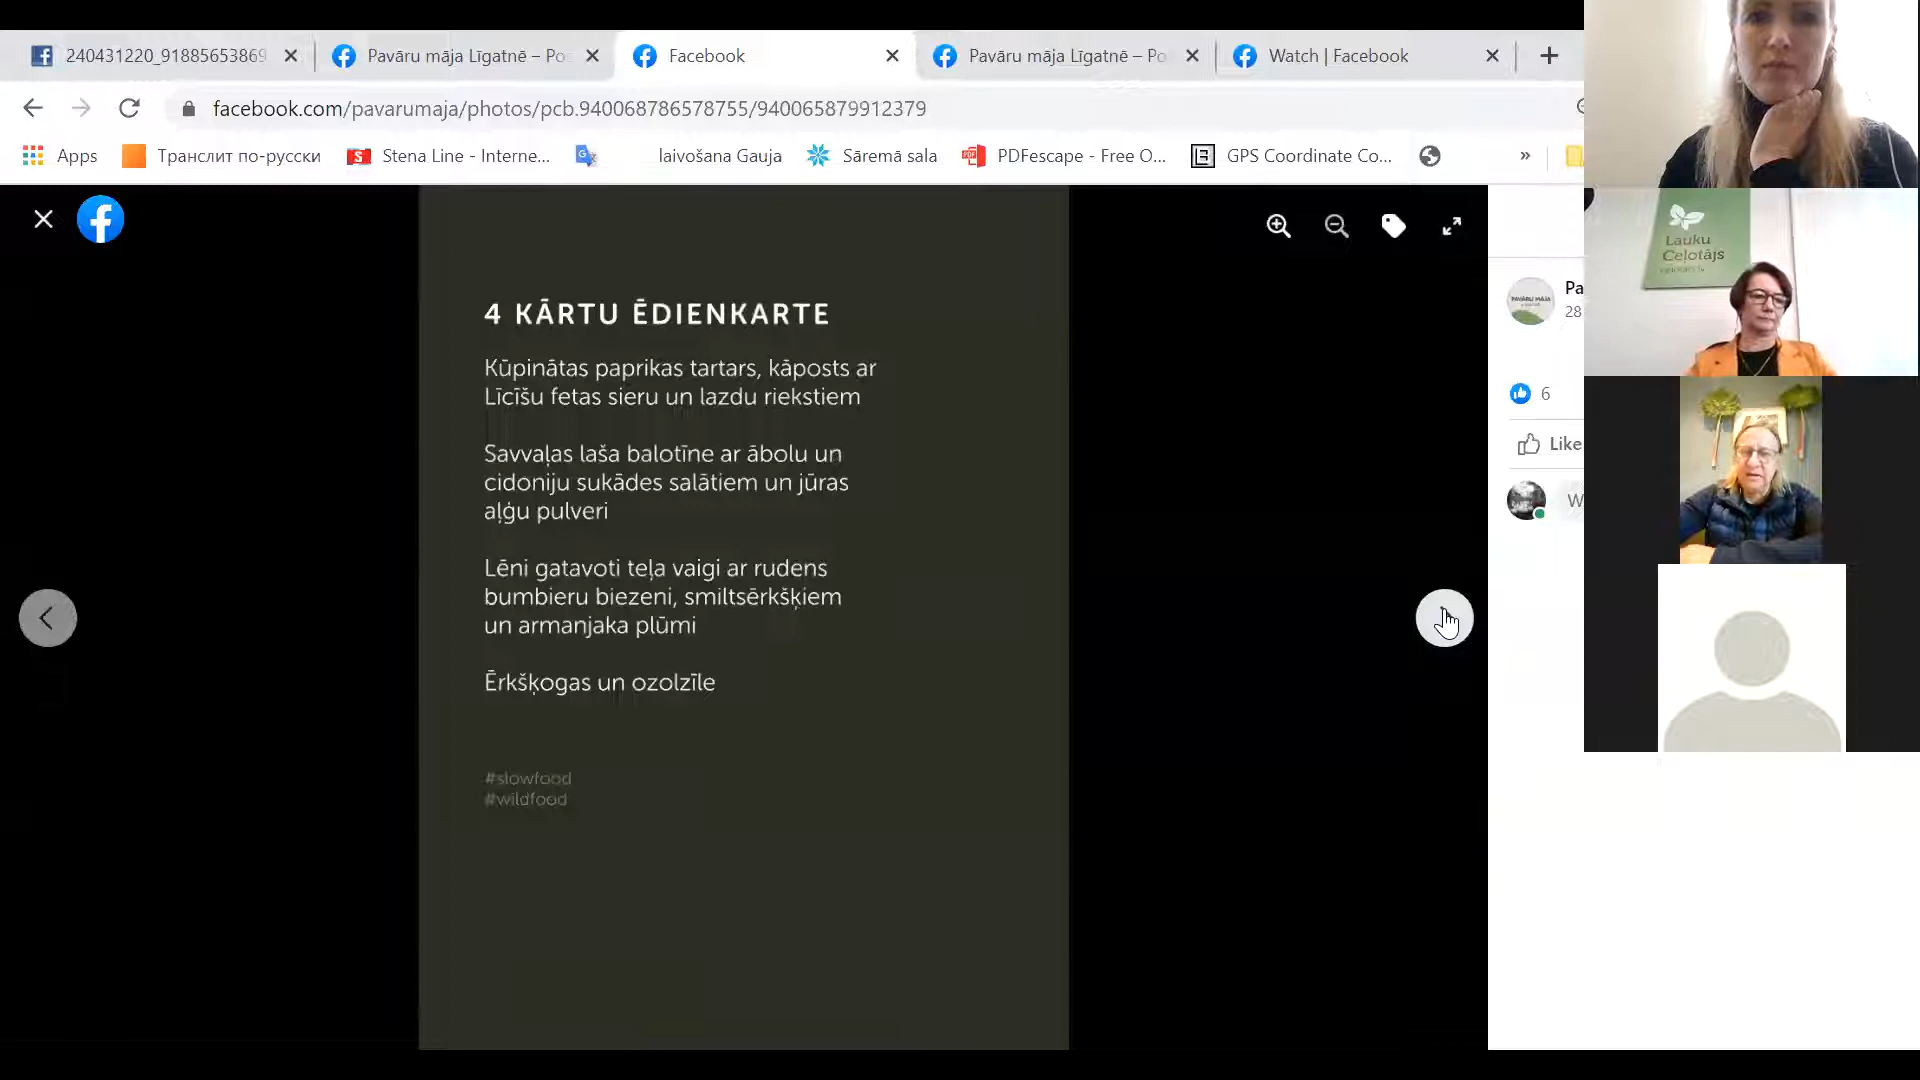 240431220_91885653869
Pavāru māja Līgatnē – Po
Facebook
Pavāru māja Līgatnē – Po
Watch | Facebook
facebook.com/pavarumaja/photos/pcb.940068786578755/940065879912379
Apps
Транслит по-русски
Stena Line - Interne...
laivošana Gauja
Sāremā sala
PDFescape - Free O...
GPS Coordinate Co...
»
4 KĀRTU ĒDIENKARTE
Kūpinātas paprikas tartars, kāposts ar
Līcīšu fetas sieru un lazdu riekstiem
Savvaļas laša balotīne ar ābolu un
cidoniju sukādes salātiem un jūras
aļģu pulveri
Lēni gatavoti teļa vaigi ar rudens
bumbieru biezeni, smiltsērkšķiem
un armanjaka plūmi
Ērkšķogas un ozolzīle
#slowfood
#wildfood
Pa
28
PAVĀRU MĀJA
6
Like
W
Lauku
Ceļotājs